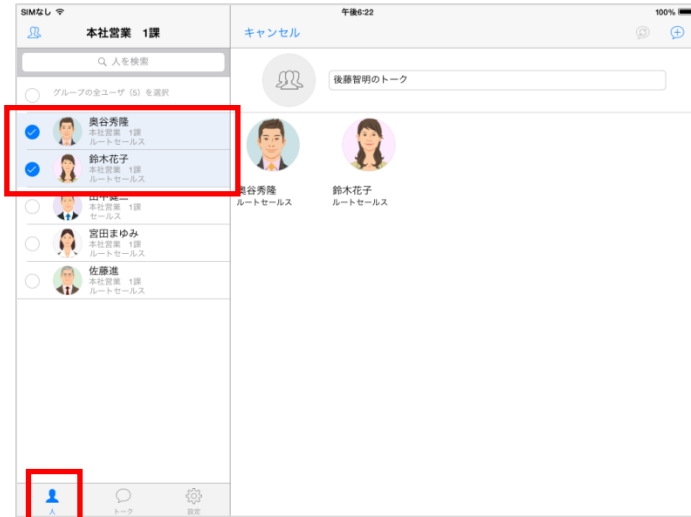 SIMなし
午後6:22
100%
本社営業　1課
キャンセル
人を検索
グループの全ユーザ（5）を選択
後藤智明のトーク
奥谷秀隆
本社営業　1課
ルートセールス
鈴木花子
本社営業　1課
ルートセールス
田中健二
本社営業　1課
セールス
宮田まゆみ
本社営業　1課
ルートセールス
佐藤進
本社営業　1課
ルートセールス
奥谷秀隆
ルートセールス
鈴木花子
ルートセールス
人
トーク
設定